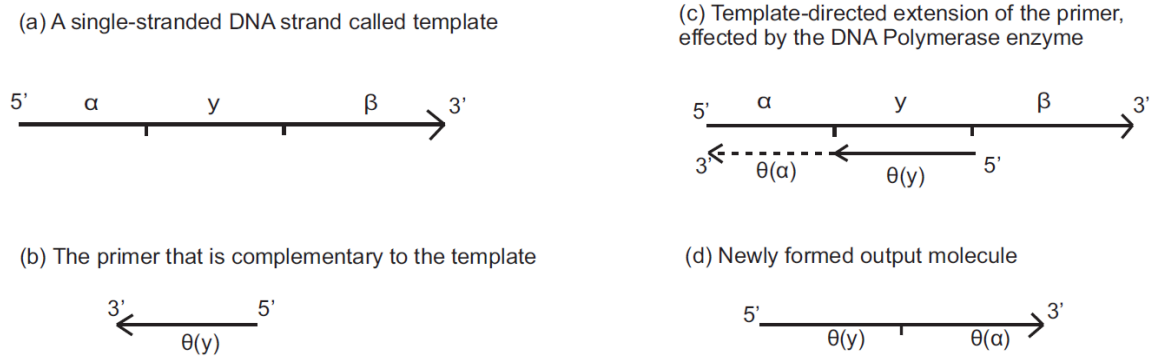 (a) A single-stranded DNA strand called template
5’ α y β 3’
(b) The primer that is complementary to the template
3’ 5’
θ(y)
(c) Template-directed extension of the primer,
effected by the DNA Polymerase enzyme
5’ α y β 3’
3’ θ(α) θ(y) 5’
(d) Newly formed output molecule
5’ 3’
θ(y) θ(α)